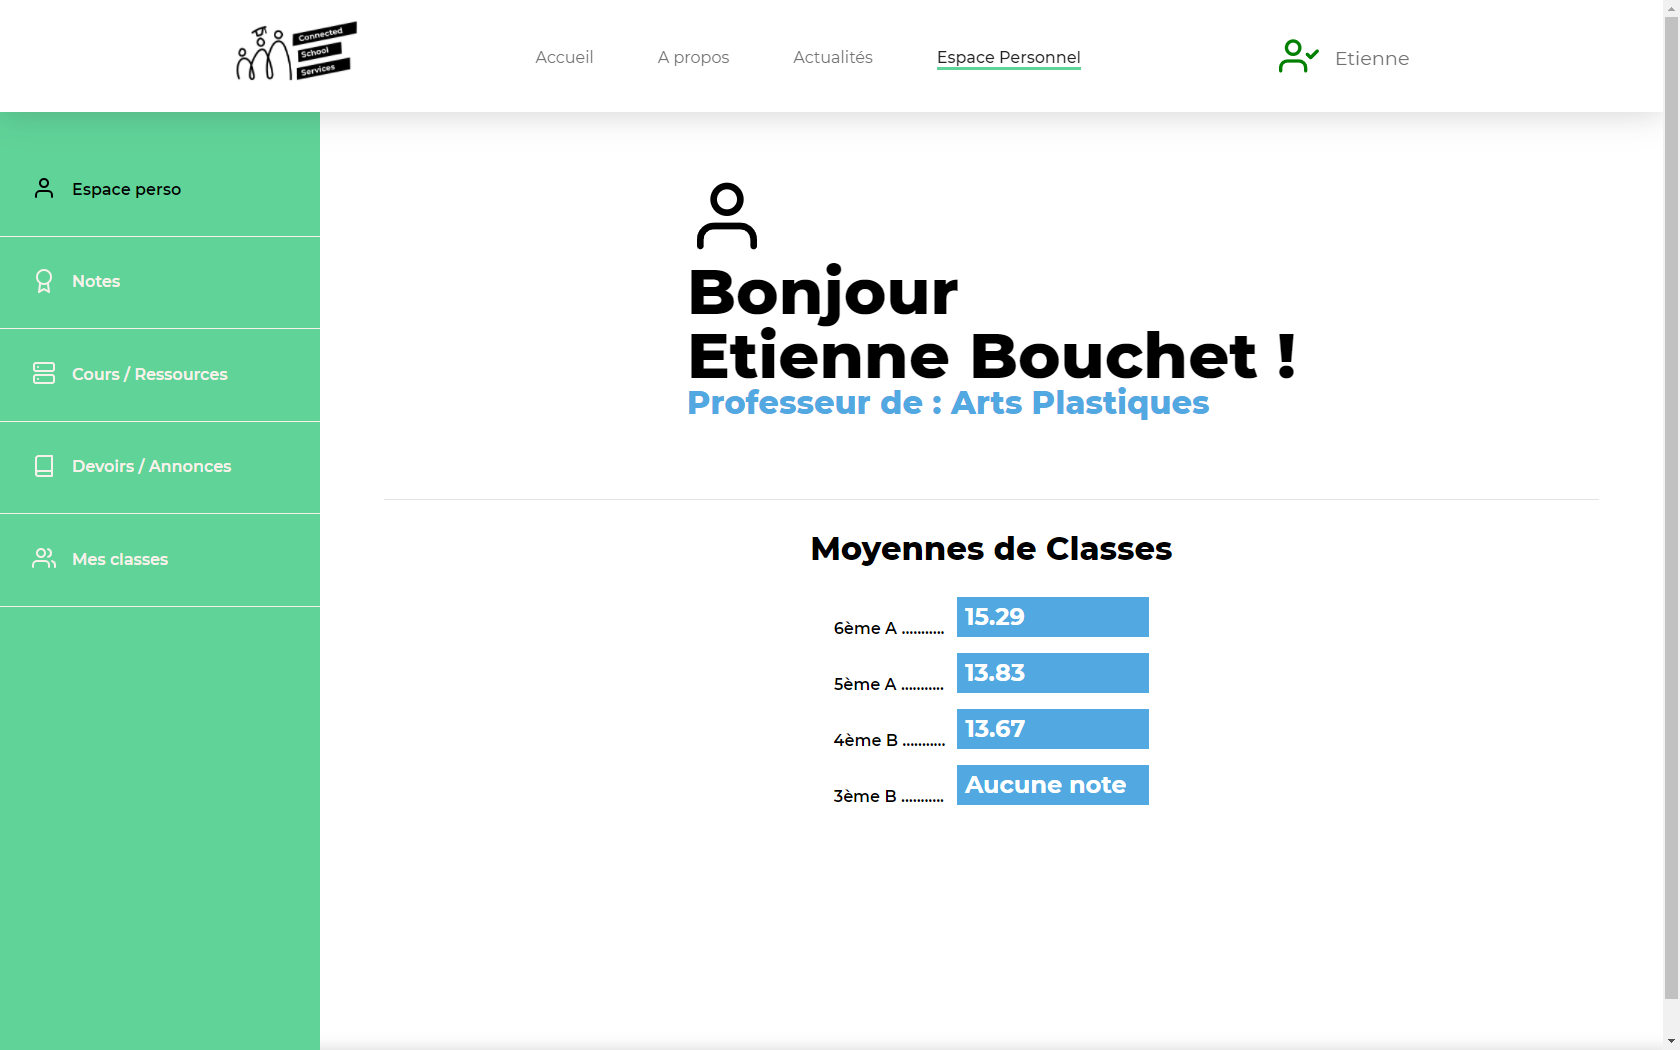 Connected
School
Services
Accueil
A propos
Actualités
Espace Personnel
Etienne
Espace perso
Notes
Cours / Ressources
Devoirs / Annonces
Mes classes
Bonjour
Etienne Bouchet !
Professeur de : Arts Plastiques
Moyennes de Classes
6ème A ........... 15.29
5ème A ........... 13.83
4ème B ........... 13.67
3ème B ........... Aucune note